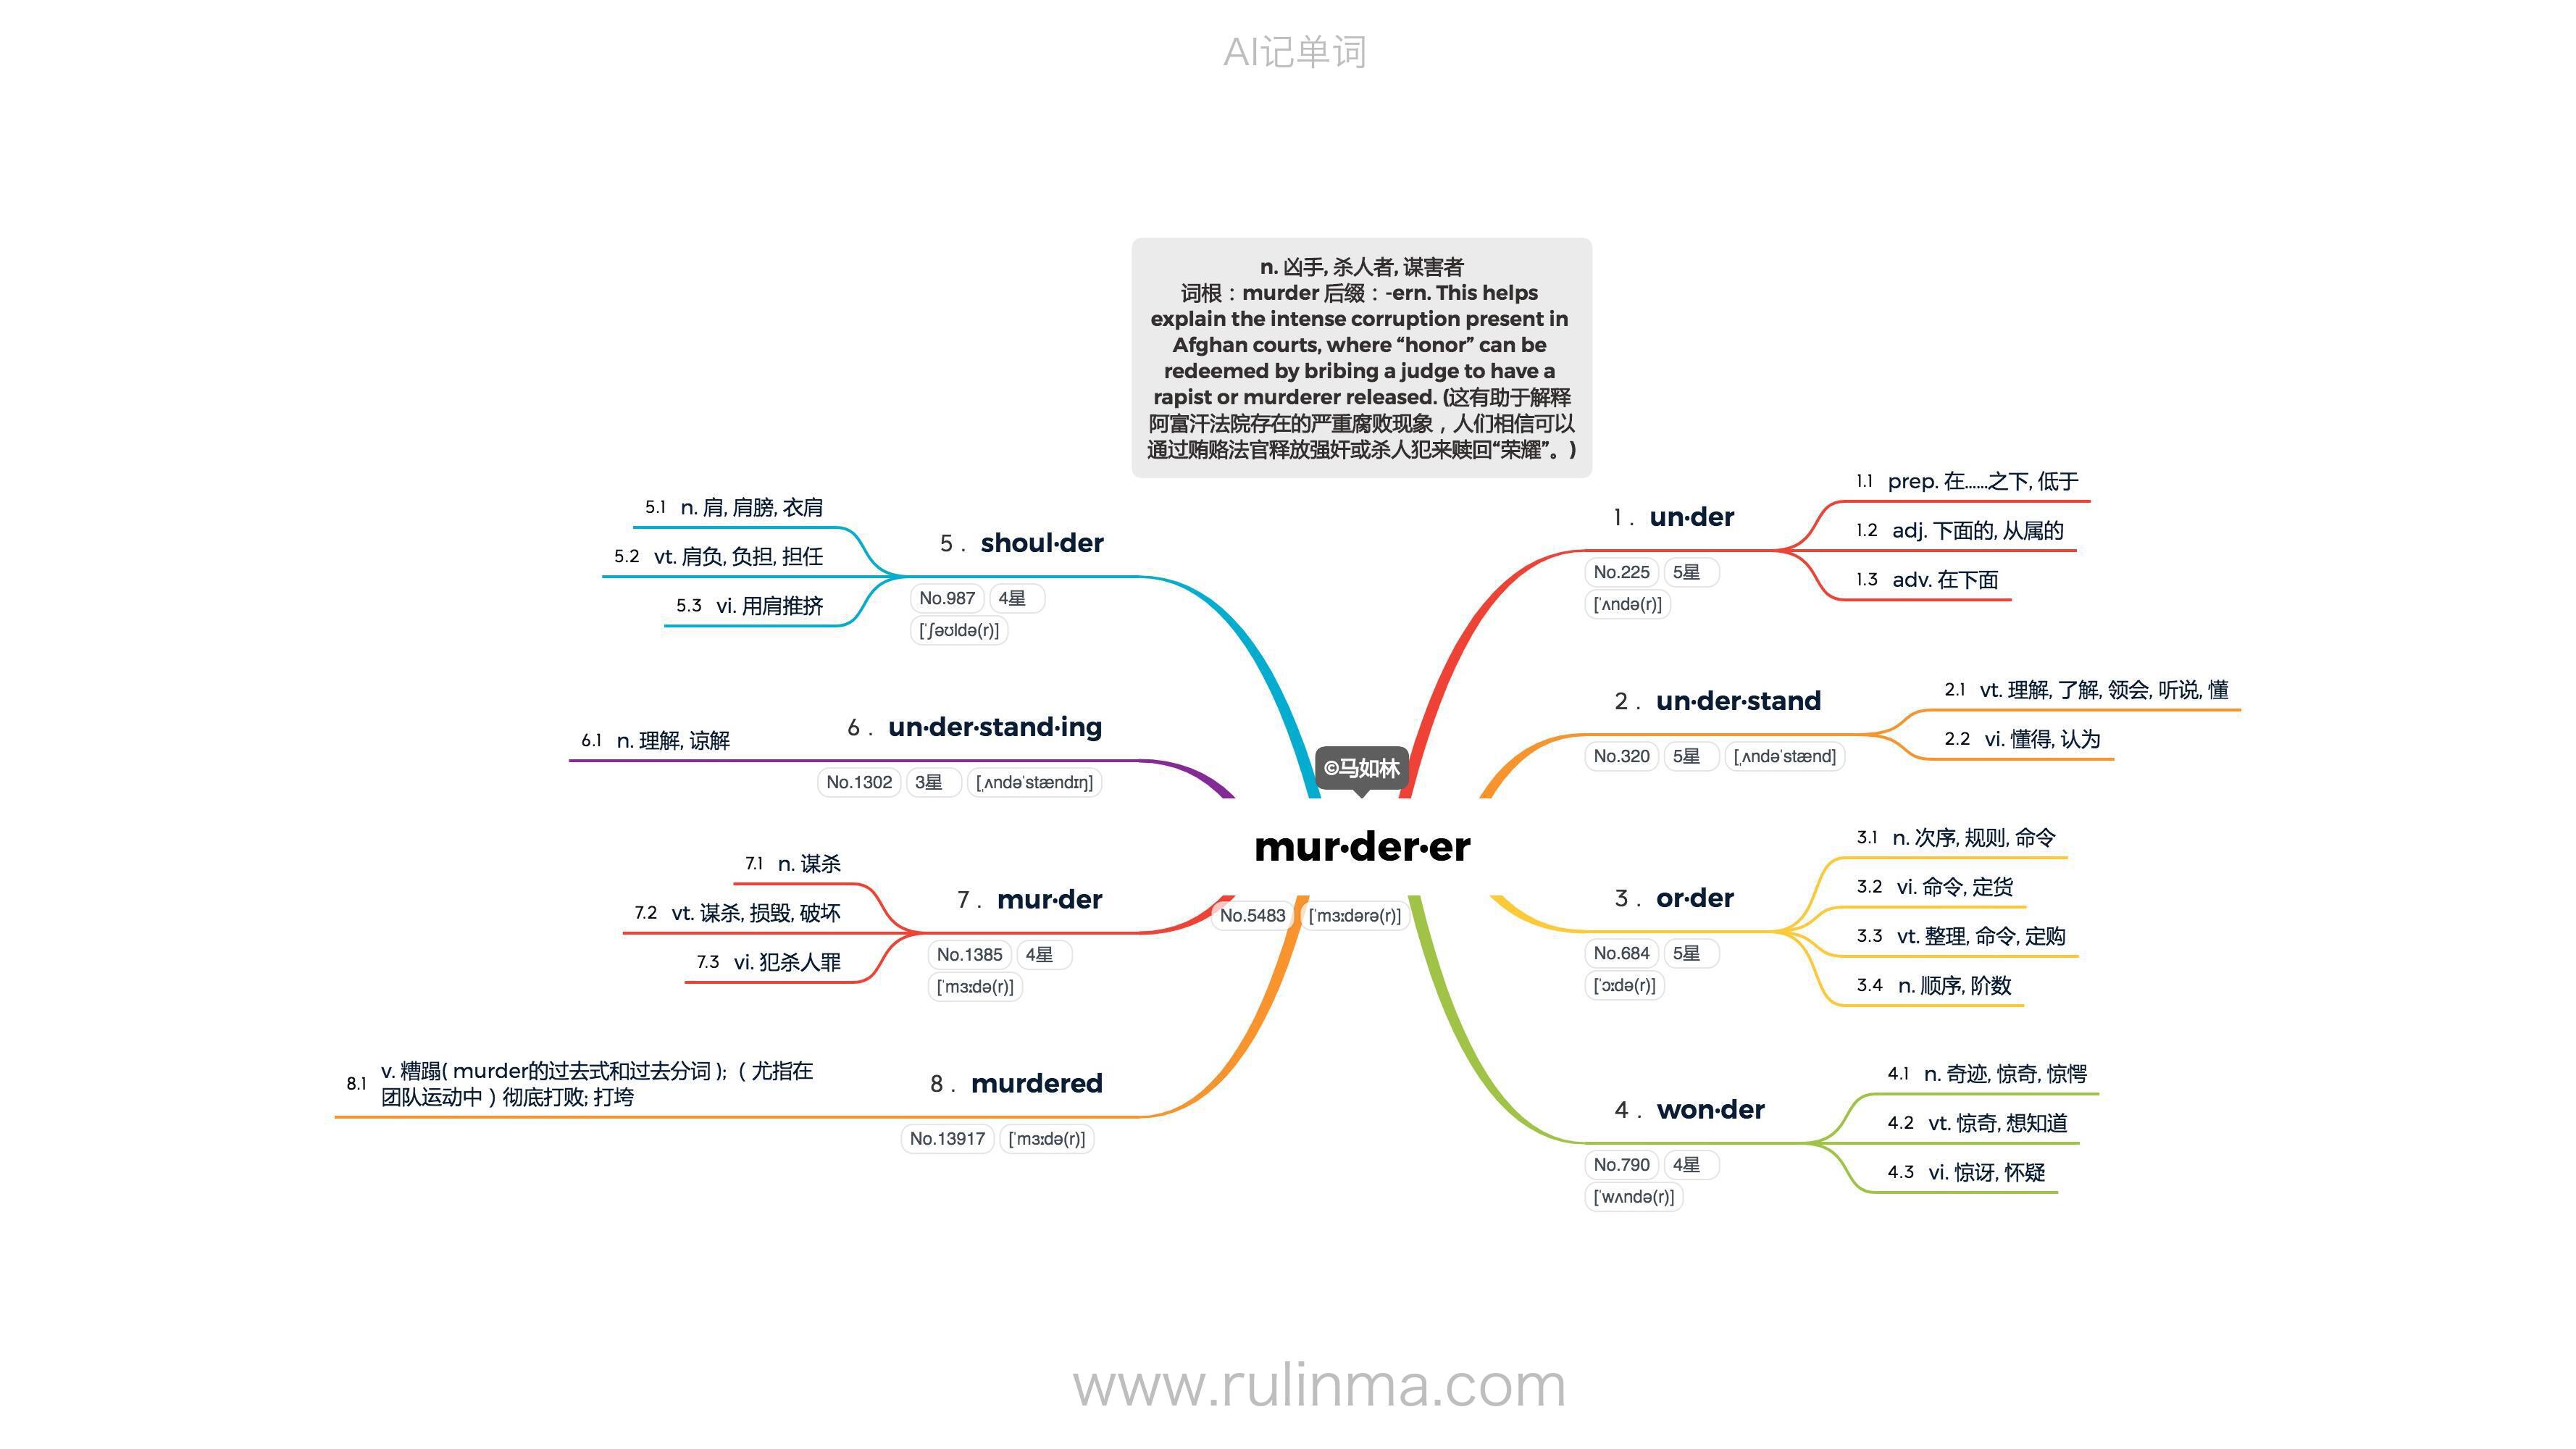 AI记单词
n. 凶手, 杀人者, 谋害者
词根：murder 后缀：-ern. This helps
explain the intense corruption present in
Afghan courts, where “honor” can be
redeemed by bribing a judge to have a
rapist or murderer released. (这有助于解释
阿富汗法院存在的严重腐败现象，人们相信可以
通过贿赂法官释放强奸或杀人犯来赎回“荣耀”。)
©马如林
mur·der·er
No.5483 [ˈmɜːdərə(r)]
1. un·der
No.225 5星
[ˈʌndə(r)]
1.1 prep. 在……之下, 低于
1.2 adj. 下面的, 从属的
1.3 adv. 在下面
2. un·der·stand
No.320 5星 [ˌʌndəˈstænd]
2.1 vt. 理解, 了解, 领会, 听说, 懂
2.2 vi. 懂得, 认为
3. or·der
No.684 5星
[ˈɔːdə(r)]
3.1 n. 次序, 规则, 命令
3.2 vi. 命令, 定货
3.3 vt. 整理, 命令, 定购
3.4 n. 顺序, 阶数
4. won·der
No.790 4星
[ˈwʌndə(r)]
4.1 n. 奇迹, 惊奇, 惊愕
4.2 vt. 惊奇, 想知道
4.3 vi. 惊讶, 怀疑
5. shoul·der
No.987 4星
[ˈʃəʊldə(r)]
5.1 n. 肩, 肩膀, 衣肩
5.2 vt. 肩负, 负担, 担任
5.3 vi. 用肩推挤
6. un·der·stand·ing
No.1302 3星 [ˌʌndəˈstændɪŋ]
6.1 n. 理解, 谅解
7. mur·der
No.1385 4星
[ˈmɜːdə(r)]
7.1 n. 谋杀
7.2 vt. 谋杀, 损毁, 破坏
7.3 vi. 犯杀人罪
8. murdered
No.13917 [ˈmɜːdə(r)]
8.1 v. 糟蹋( murder的过去式和过去分词 );（尤指在
团队运动中）彻底打败; 打垮
www.rulinma.com